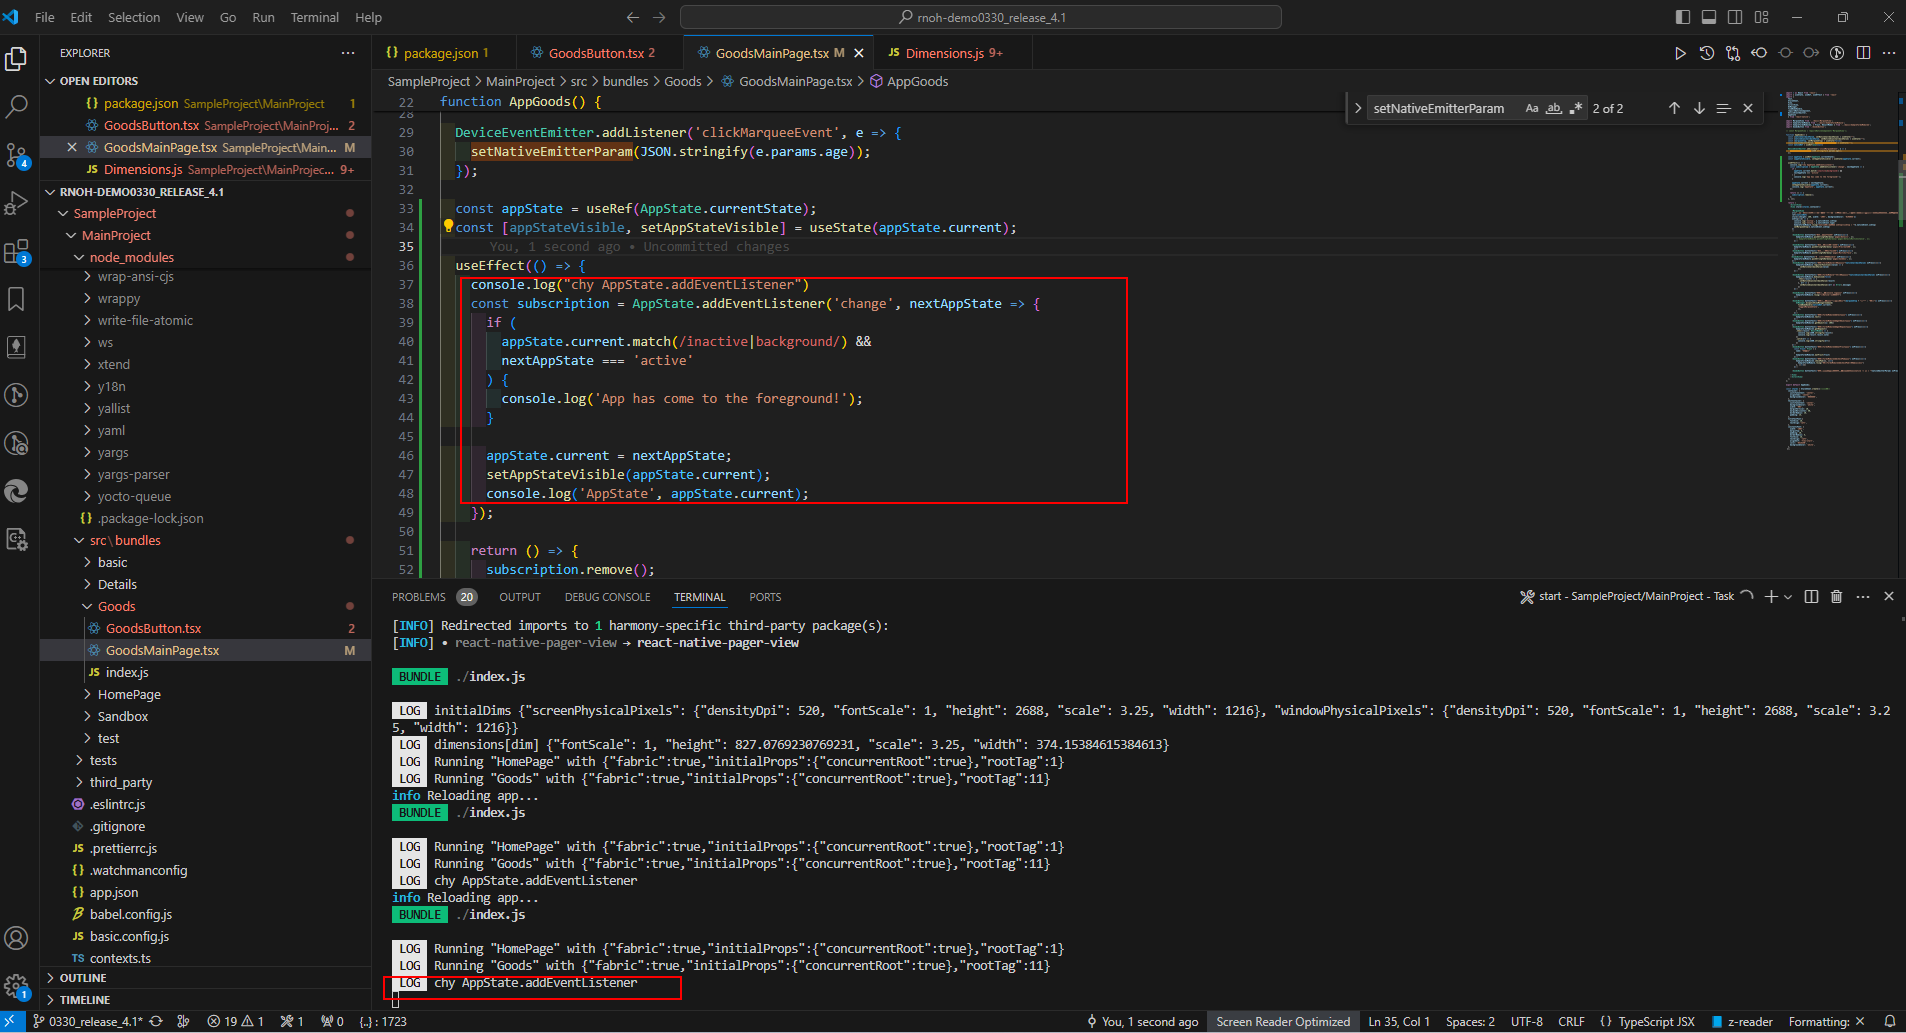 File Edit Selection View Go Run Terminal Help
rnoh-demo0330_release_4.1
EXPLORER
OPEN EDITORS
package.json SampleProject\MainProject 1
GoodsButton.tsx SampleProject\MainProj... 2
GoodsMainPage.tsx SampleProject\Main... M
Dimensions.js SampleProject\MainProjec... 9+
RNOH-DEMO0330_RELEASE_4.1
SampleProject
MainProject
node_modules
wrap-ansi-cjs
wrappy
write-file-atomic
ws
xtend
y18n
yallist
yaml
yargs
yargs-parser
yocto-queue
.package-lock.json
src\bundles
basic
Details
Goods
GoodsButton.tsx 2
GoodsMainPage.tsx M
index.js
HomePage
Sandbox
test
tests
third_party
.eslintrc.js
.gitignore
.prettierrc.js
.watchmanconfig
app.json
babel.config.js
basic.config.js
contexts.ts
OUTLINE
TIMELINE
4
3
1
package.json 1
GoodsButton.tsx 2
GoodsMainPage.tsx M
Dimensions.js 9+
SampleProject > MainProject > src > bundles > Goods > GoodsMainPage.tsx > AppGoods
setNativeEmitterParam Aa ab 2 of 2
22 function AppGoods() {
28
29 DeviceEventEmitter.addListener('clickMarqueeEvent', e => {
30 setNativeEmitterParam(JSON.stringify(e.params.age));
31 });
32
33 const appState = useRef(AppState.currentState);
34 const [appStateVisible, setAppStateVisible] = useState(appState.current);
35 You, 1 second ago • Uncommitted changes
36 useEffect(() => {
37 console.log("chy AppState.addEventListener")
38 const subscription = AppState.addEventListener('change', nextAppState => {
39 if (
40 appState.current.match(/inactive|background/) &&
41 nextAppState === 'active'
42 ) {
43 console.log('App has come to the foreground!');
44 }
45
46 appState.current = nextAppState;
47 setAppStateVisible(appState.current);
48 console.log('AppState', appState.current);
49 });
50
51 return () => {
52 subscription.remove();
PROBLEMS 20 OUTPUT DEBUG CONSOLE TERMINAL PORTS
start - SampleProject/MainProject - Task
[INFO] Redirected imports to 1 harmony-specific third-party package(s):
[INFO] • react-native-pager-view → react-native-pager-view
BUNDLE ./index.js
LOG initialDims {"screenPhysicalPixels": {"densityDpi": 520, "fontScale": 1, "height": 2688, "scale": 3.25, "width": 1216}, "windowPhysicalPixels": {"densityDpi": 520, "fontScale": 1, "height": 2688, "scale": 3.2
5, "width": 1216}}
LOG dimensions[dim] {"fontScale": 1, "height": 827.0769230769231, "scale": 3.25, "width": 374.15384615384613}
LOG Running "HomePage" with {"fabric":true,"initialProps":{"concurrentRoot":true},"rootTag":1}
LOG Running "Goods" with {"fabric":true,"initialProps":{"concurrentRoot":true},"rootTag":11}
info Reloading app...
BUNDLE ./index.js
LOG Running "HomePage" with {"fabric":true,"initialProps":{"concurrentRoot":true},"rootTag":1}
LOG Running "Goods" with {"fabric":true,"initialProps":{"concurrentRoot":true},"rootTag":11}
LOG chy AppState.addEventListener
info Reloading app...
BUNDLE ./index.js
LOG Running "HomePage" with {"fabric":true,"initialProps":{"concurrentRoot":true},"rootTag":1}
LOG Running "Goods" with {"fabric":true,"initialProps":{"concurrentRoot":true},"rootTag":11}
LOG chy AppState.addEventListener
0330_release_4.1* 19 1 1 0 {..} : 1723 You, 1 second ago Screen Reader Optimized Ln 35, Col 1 Spaces: 2 UTF-8 CRLF {} TypeScript JSX z-reader Formatting: ×